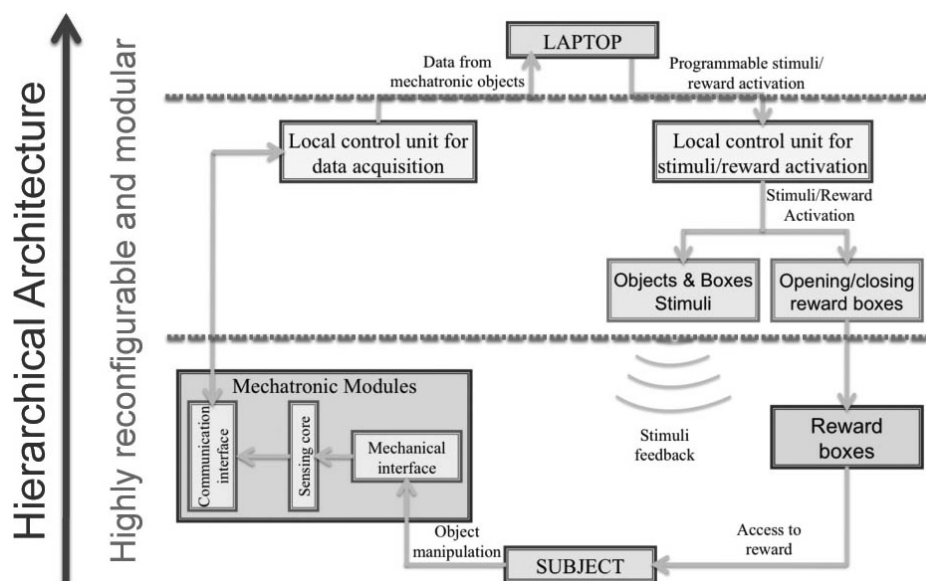 Hierarchical Architecture
Highly reconfigurable and modular
LAPTOP
Data from
mechatronic objects
Programmable stimuli/
reward activation
Local control unit for
data acquisition
Local control unit for
stimuli/reward activation
Stimuli/Reward
Activation
Objects & Boxes
Stimuli
Opening/closing
reward boxes
Mechatronic Modules
Communication
interface
Sensing core
Mechanical
interface
Stimuli
feedback
Reward
boxes
Object
manipulation
Access to
reward
SUBJECT